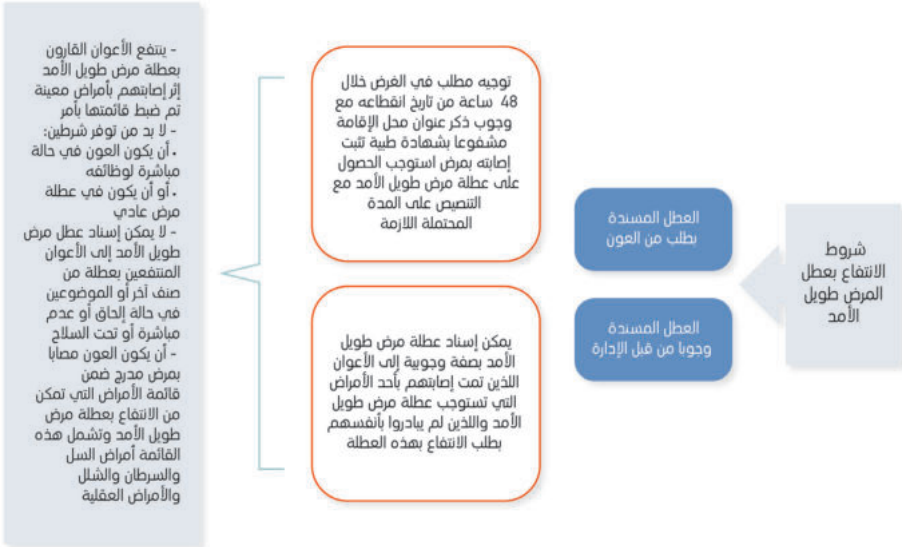 شروط
الانتفاع بعطل
المرض طويل
الأمد
العطل المسندة
بطلب من العون
العطل المسندة
وجوبا من قبل الإدارة
توجيه مطلب في الغرض خلال
48 ساعة من تاريخ انقطاعه مع
وجوب ذكر عنوان محل الإقامة
مشفوعا بشهادة طبية تثبت
إصابته بمرض استوجب الحصول
على عطلة مرض طويل الأمد مع
التنصيص على المدة
المحتملة اللازمة
يمكن إسناد عطلة مرض طويل
الأمد بصفة وجوبية إلى الأعوان
اللذين تمت إصابتهم بأحد الأمراض
التي تستوجب عطلة مرض طويل
الأمد واللذين لم يبادروا بأنفسهم
بطلب الانتفاع بهذه العطلة
- ينتفع الأعوان القارون
بعطلة مرض طويل الأمد
إثر إصابتهم بأمراض معينة
تم ضبط قائمتها بأمر
- لا بد من توفر شرطين:
. أن يكون العون في حالة
مباشرة لوظائفه
. أو أن يكون في عطلة
مرض عادي
- لا يمكن إسناد عطل مرض
طويل الأمد إلى الأعوان
المنتفعين بعطلة من
صنف آخر أو الموضوعين
في حالة إلحاق أو عدم
مباشرة أو تحت السلاح
- أن يكون العون مصابا
بمرض مدرج ضمن
قائمة الأمراض التي تمكن
من الانتفاع بعطلة مرض
طويل الأمد وتشمل هذه
القائمة أمراض السل
والسرطان والشلل
والأمراض العقلية